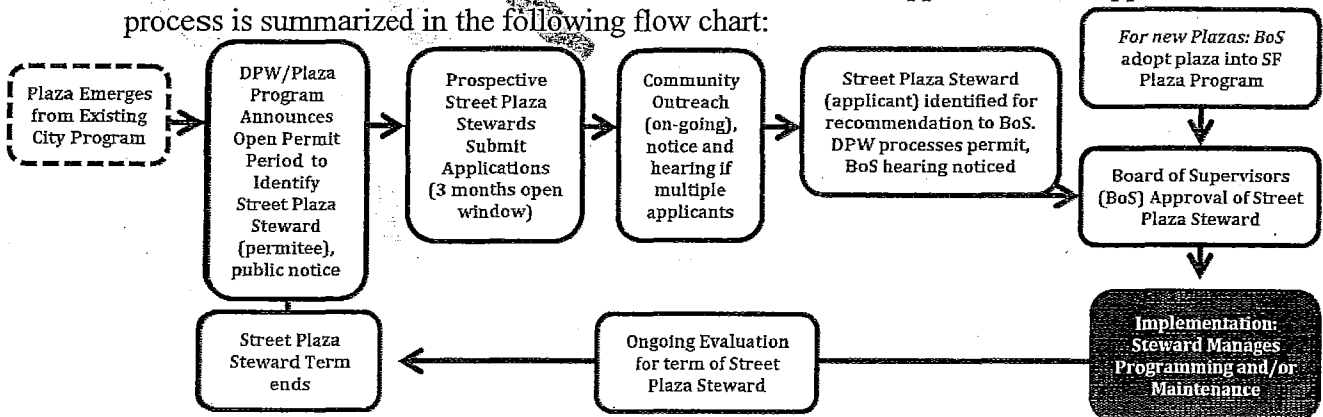 process is summarized in the following flow chart:
Plaza Emerges
from Existing
City Program
DPW/Plaza
Program
Announces
Open Permit
Period to
Identify
Street Plaza
Steward
(permitee),
public notice
Prospective
Street Plaza
Stewards
Submit
Applications
(3 months open
window)
Community
Outreach
(on-going),
notice and
hearing if
multiple
applicants
Street Plaza Steward
(applicant) identified for
recommendation to BoS.
DPW processes permit,
BoS hearing noticed
For new Plazas: BoS
adopt plaza into SF
Plaza Program
Board of Supervisors
(BoS) Approval of Street
Plaza Steward
Implementation:
Steward Manages
Programming and/or
Maintenance
Ongoing Evaluation
for term of Street
Plaza Steward
Street Plaza
Steward Term
ends